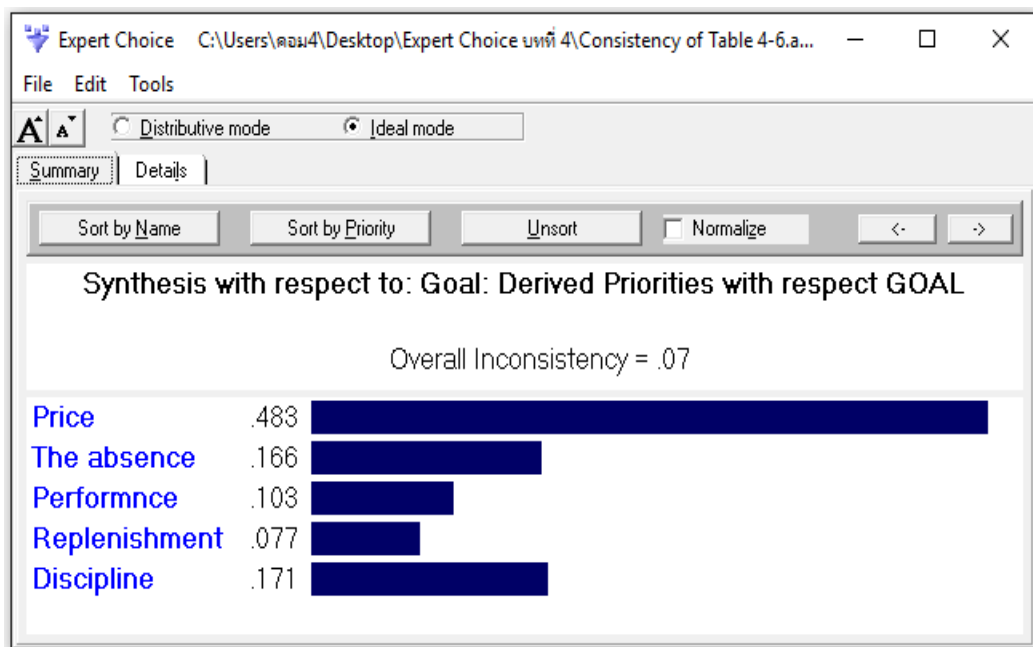 Expert Choice C:\Users\คอม4\Desktop\Expert Choice บทที่ 4\Consistency of Table 4-6.a...
File Edit Tools
A A Distributive mode Ideal mode
Summary Details
Sort by Name Sort by Priority Unsort Normalize <- ->
Synthesis with respect to: Goal: Derived Priorities with respect GOAL
Overall Inconsistency = .07
Price .483
The absence .166
Performnce .103
Replenishment .077
Discipline .171